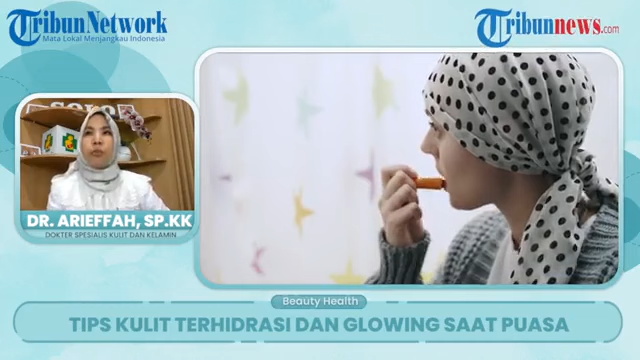 TribunNetwork
Mata Lokal Menjangkau Indonesia
Tribunnews.com
SOLO
DR. ARIEFFAH, SP.KK
DOKTER SPESIALIS KULIT DAN KELAMIN
Beauty Health
TIPS KULIT TERHIDRASI DAN GLOWING SAAT PUASA